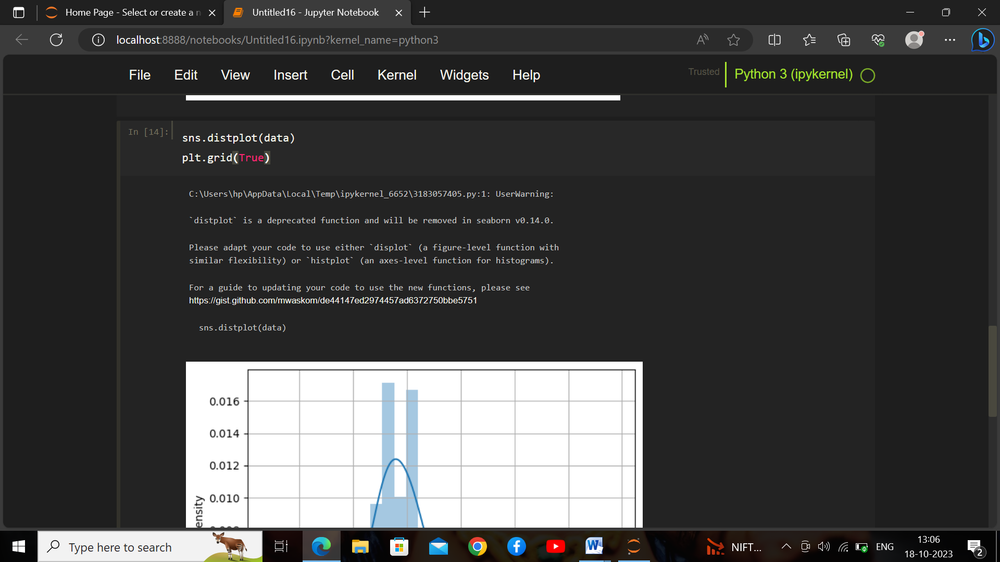 Home Page - Select or create a n
Untitled16 - Jupyter Notebook
localhost:8888/notebooks/Untitled16.ipynb?kernel_name=python3
File Edit View Insert Cell Kernel Widgets Help
Trusted
Python 3 (ipykernel)
In [14]:
sns.distplot(data)
plt.grid(True)
C:\Users\hp\AppData\Local\Temp\ipykernel_6652\3183057405.py:1: UserWarning:
`distplot` is a deprecated function and will be removed in seaborn v0.14.0.
Please adapt your code to use either `displot` (a figure-level function with
similar flexibility) or `histplot` (an axes-level function for histograms).
For a guide to updating your code to use the new functions, please see
https://gist.github.com/mwaskom/de44147ed2974457ad6372750bbe5751
sns.distplot(data)
0.016
0.014
0.012
0.010
ensity
Type here to search
NIFT...
ENG
13:06
18-10-2023
2